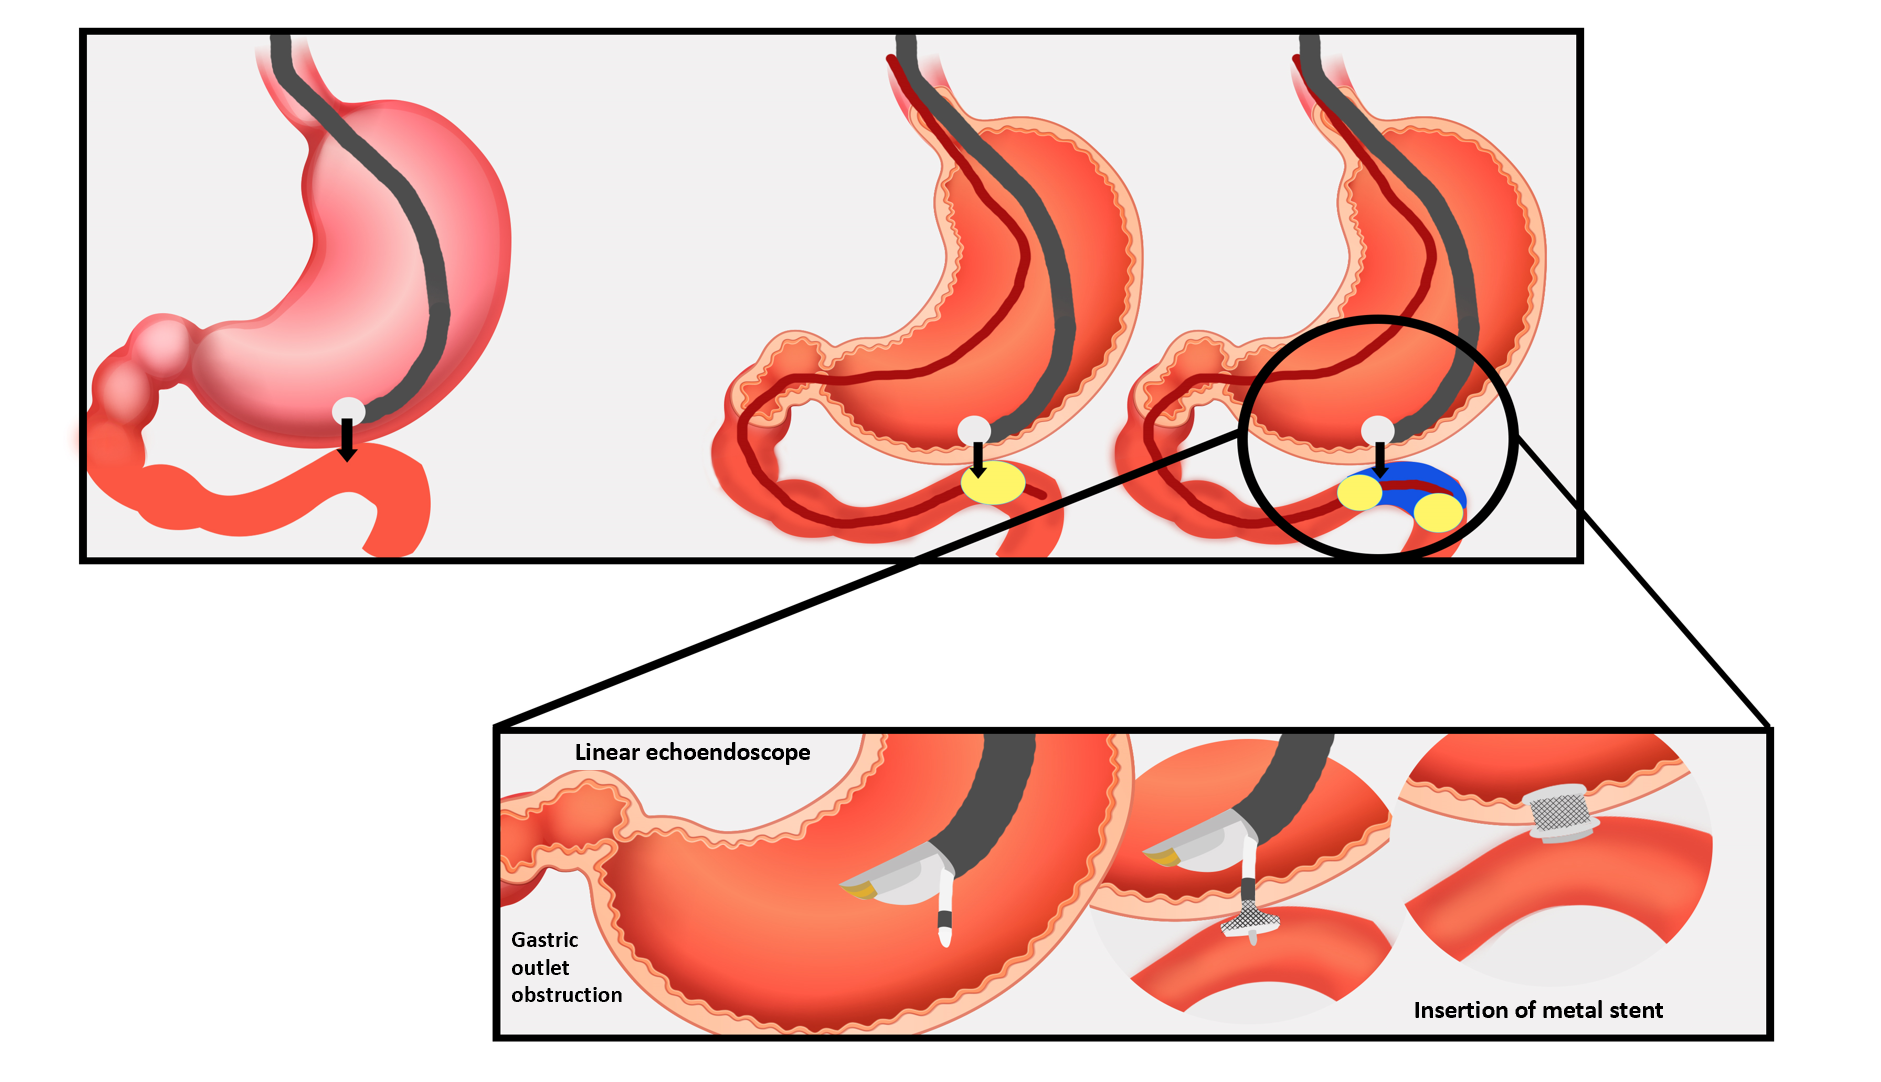 Linear echoendoscope
Gastric
outlet
obstruction
Insertion of metal stent